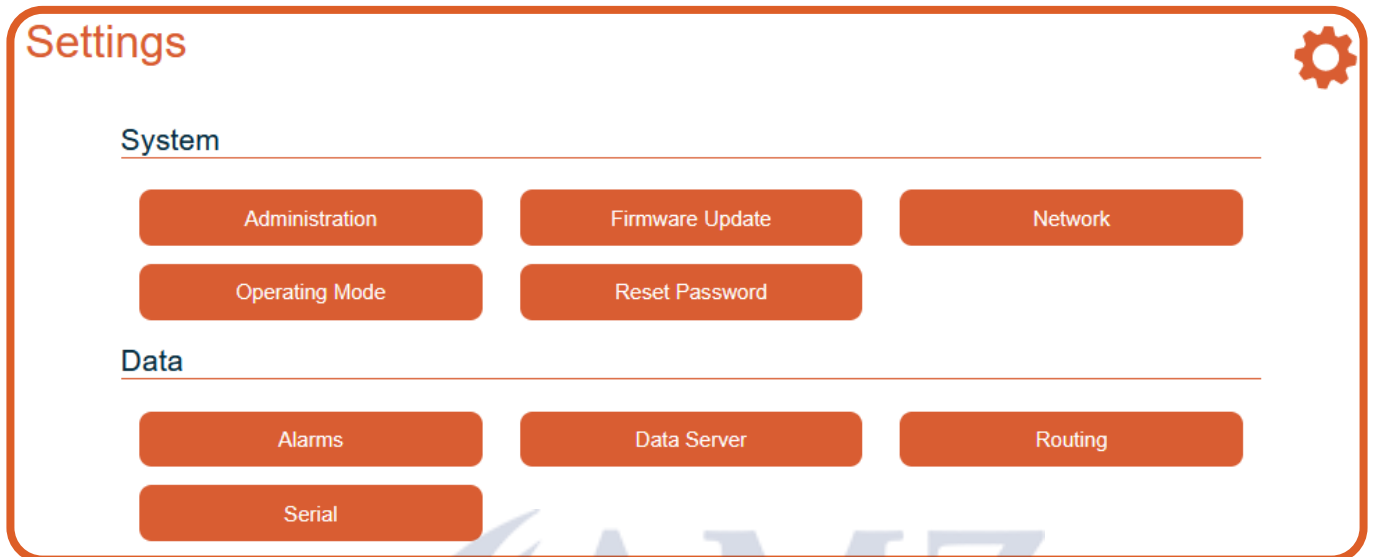 Settings
System
Administration Firmware Update Network
Operating Mode Reset Password
Data
Alarms Data Server Routing
Serial